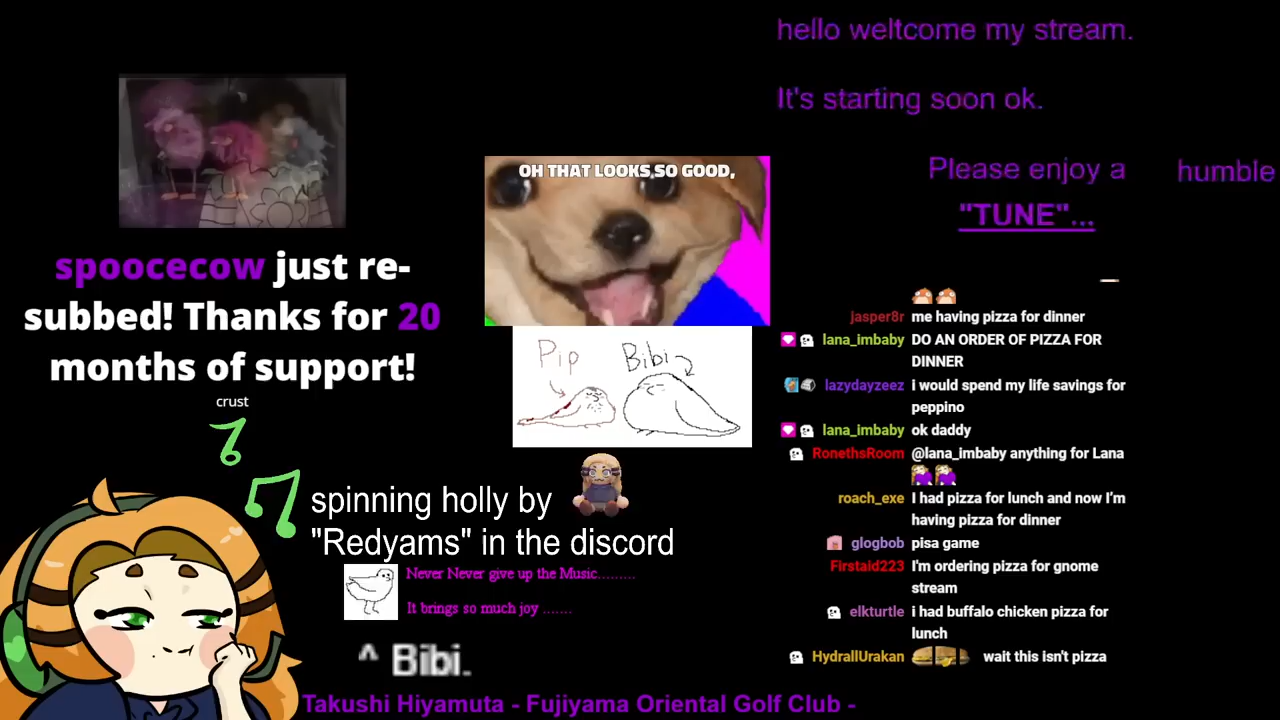 hello weltcome my stream.
It's starting soon ok.
Please enjoy a humble
"TUNE"...
spoocecow just re-
subbed! Thanks for 20
months of support!
crust
OH THAT LOOKS SO GOOD,
Pip
Bibi
spinning holly by
"Redyams" in the discord
Never Never give up the Music.........
It brings so much joy .......
^ Bibi.
Takushi Hiyamuta - Fujiyama Oriental Golf Club -
jasper8r me having pizza for dinner
lana_imbaby DO AN ORDER OF PIZZA FOR
DINNER
lazydayzeez i would spend my life savings for
peppino
lana_imbaby ok daddy
RonethsRoom @lana_imbaby anything for Lana
roach_exe I had pizza for lunch and now I'm
having pizza for dinner
glogbob pisa game
Firstaid223 I'm ordering pizza for gnome
stream
elkturtle i had buffalo chicken pizza for
lunch
HydrallUrakan wait this isn't pizza